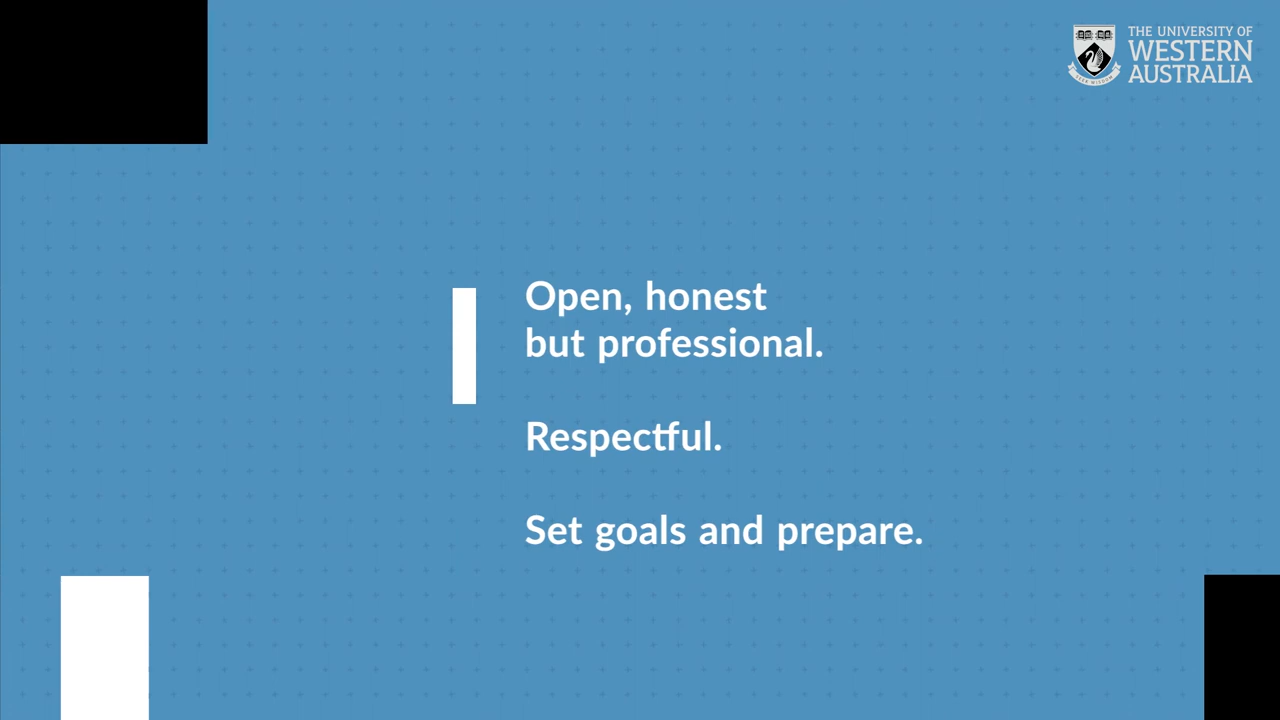 THE UNIVERSITY OF
WESTERN
AUSTRALIA
Open, honest
but professional.
Respectful.
Set goals and prepare.